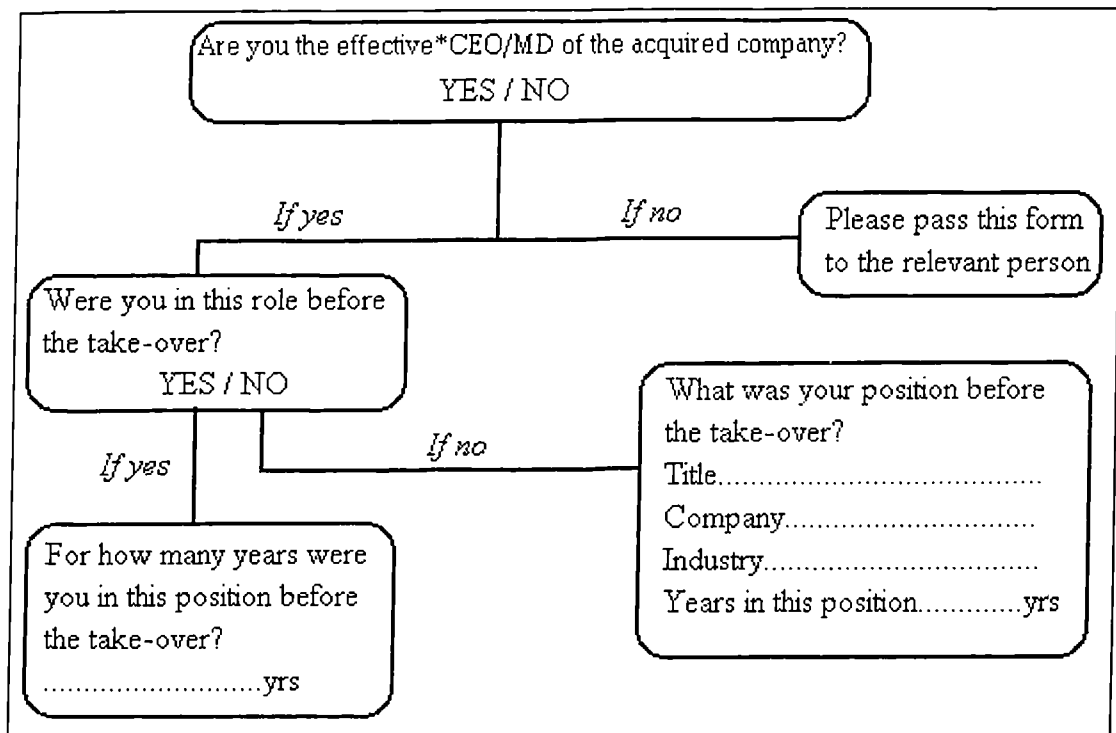 Are you the effective*CEO/MD of the acquired company?
YES / NO
If yes
If no
Please pass this form
to the relevant person
Were you in this role before
the take-over?
YES / NO
If yes
If no
What was your position before
the take-over?
Title.......................................
Company..............................
Industry.................................
Years in this position.............yrs
For how many years were
you in this position before
the take-over?
...........................yrs